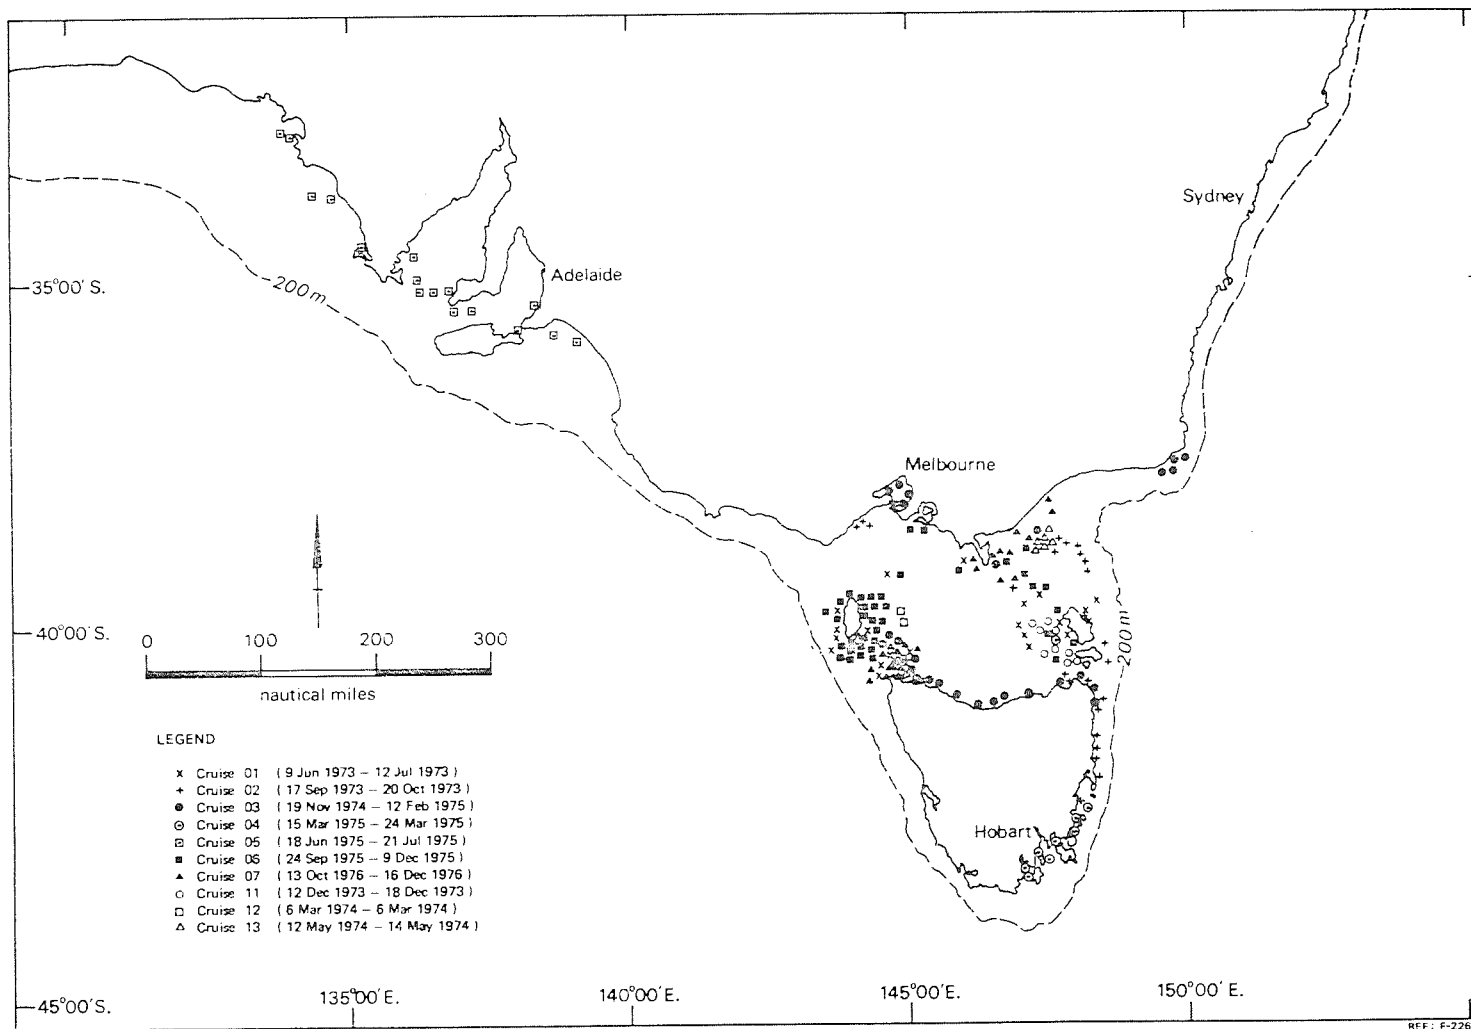 Sydney
Adelaide
35°00' S.
200 m
Melbourne
40°00' S.
0 100 200 300
nautical miles
200 m
LEGEND
x Cruise 01 ( 9 Jun 1973 – 12 Jul 1973 )
+ Cruise 02 ( 17 Sep 1973 – 20 Oct 1973 )
Cruise 03 ( 19 Nov 1974 – 12 Feb 1975 )
Cruise 04 ( 15 Mar 1975 – 24 Mar 1975 )
Cruise 05 ( 18 Jun 1975 – 21 Jul 1975 )
Cruise 06 ( 24 Sep 1975 – 9 Dec 1975 )
Cruise 07 ( 13 Oct 1976 – 16 Dec 1976 )
Cruise 11 ( 12 Dec 1973 – 18 Dec 1973 )
Cruise 12 ( 6 Mar 1974 – 6 Mar 1974 )
Cruise 13 ( 12 May 1974 – 14 May 1974 )
Hobart
45°00' S.
135°00' E. 140°00' E. 145°00' E. 150°00' E.
REF: F-226